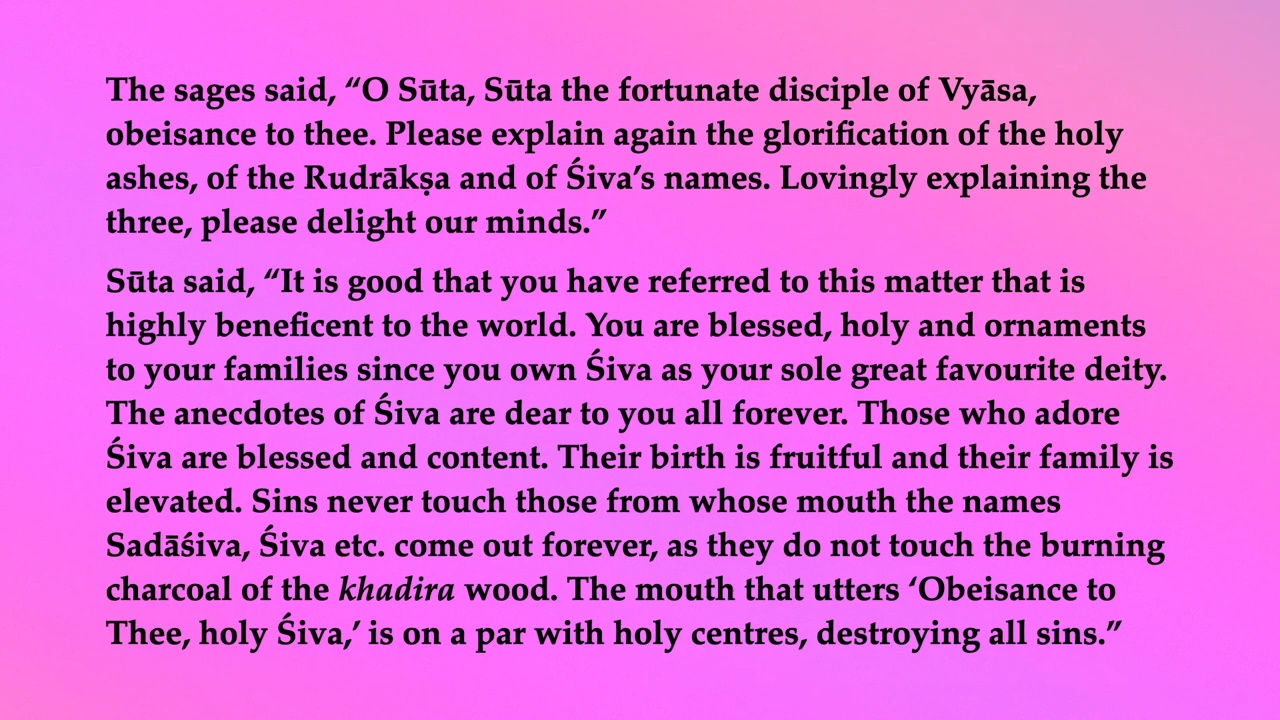 The sages said, “O Sūta, Sūta the fortunate disciple of Vyāsa,
obeisance to thee. Please explain again the glorification of the holy
ashes, of the Rudrākṣa and of Śiva’s names. Lovingly explaining the
three, please delight our minds.”
Sūta said, “It is good that you have referred to this matter that is
highly beneficent to the world. You are blessed, holy and ornaments
to your families since you own Śiva as your sole great favourite deity.
The anecdotes of Śiva are dear to you all forever. Those who adore
Śiva are blessed and content. Their birth is fruitful and their family is
elevated. Sins never touch those from whose mouth the names
Sadāśiva, Śiva etc. come out forever, as they do not touch the burning
charcoal of the khadira wood. The mouth that utters ‘Obeisance to
Thee, holy Śiva,’ is on a par with holy centres, destroying all sins.”